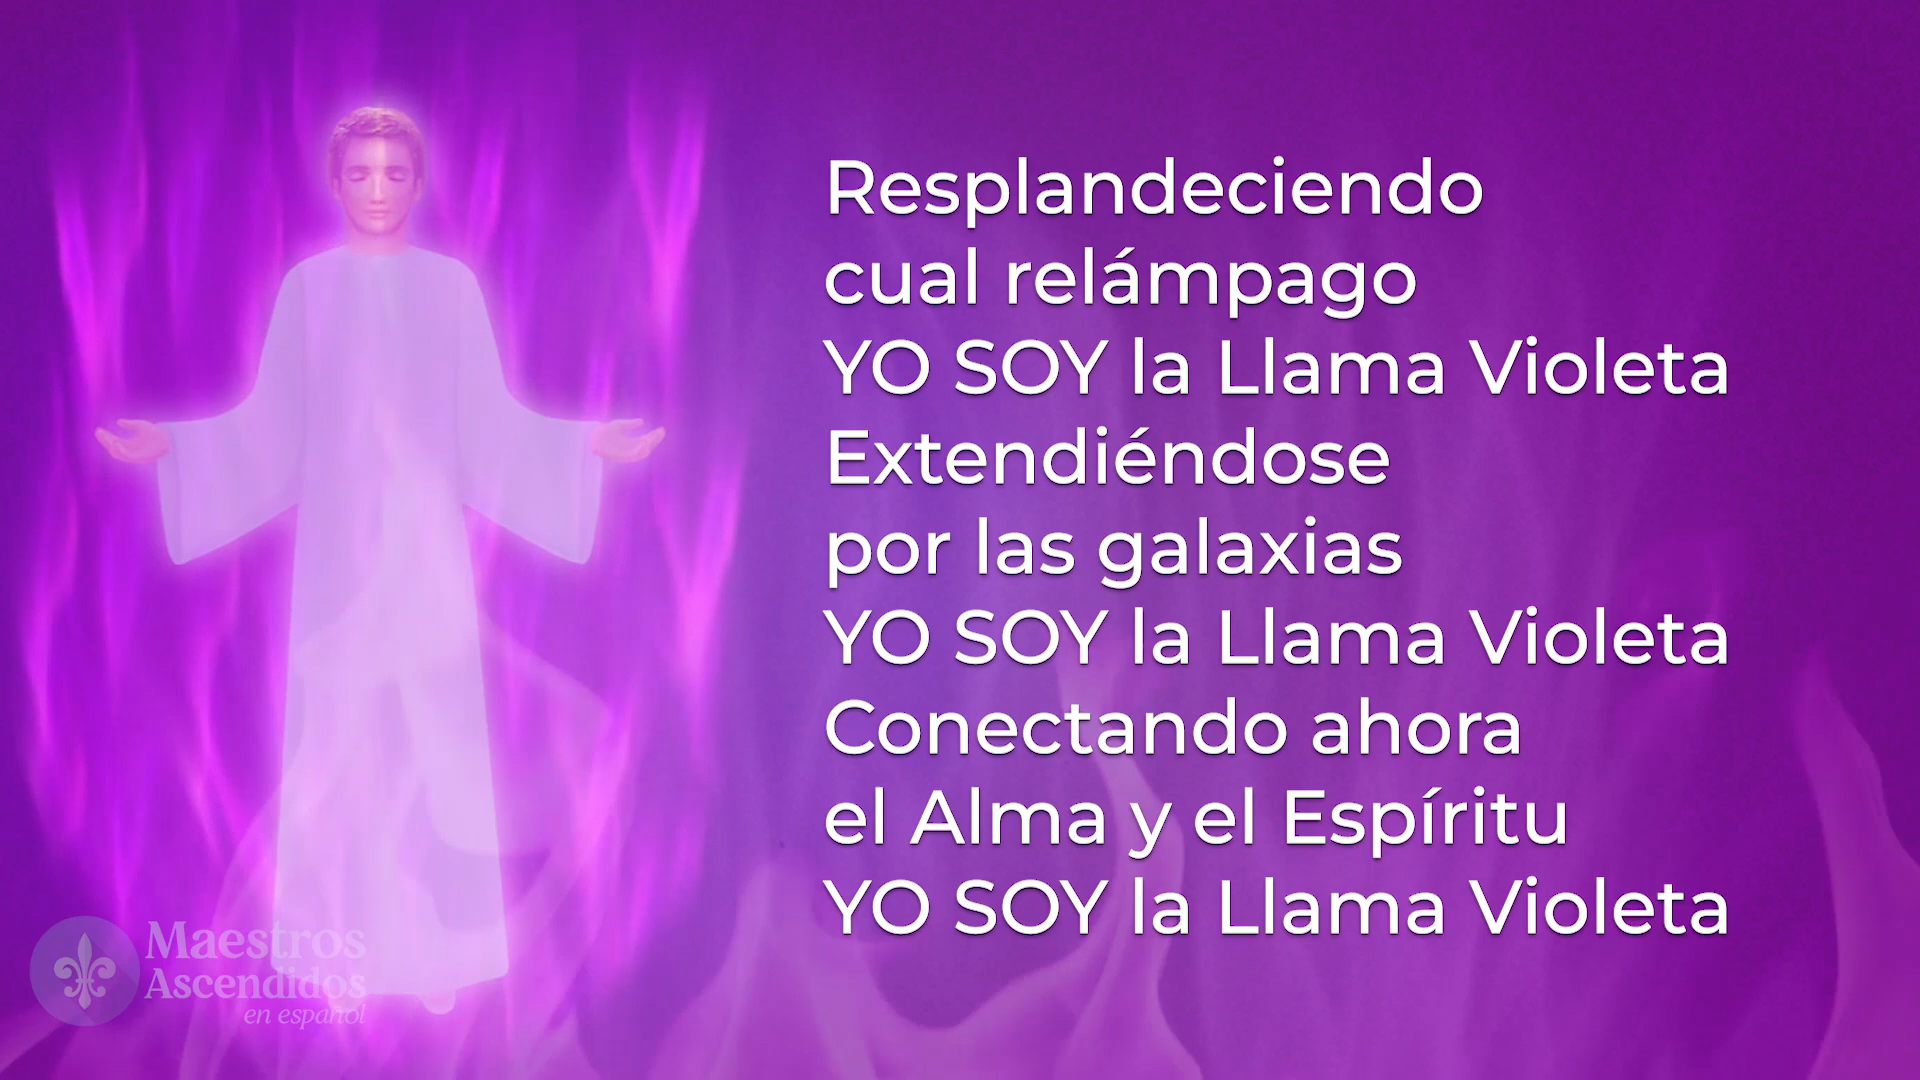 Resplandeciendo
cual relámpago
YO SOY la Llama Violeta
Extendiéndose
por las galaxias
YO SOY la Llama Violeta
Conectando ahora
el Alma y el Espíritu
YO SOY la Llama Violeta
Maestros
Ascendidos
en español